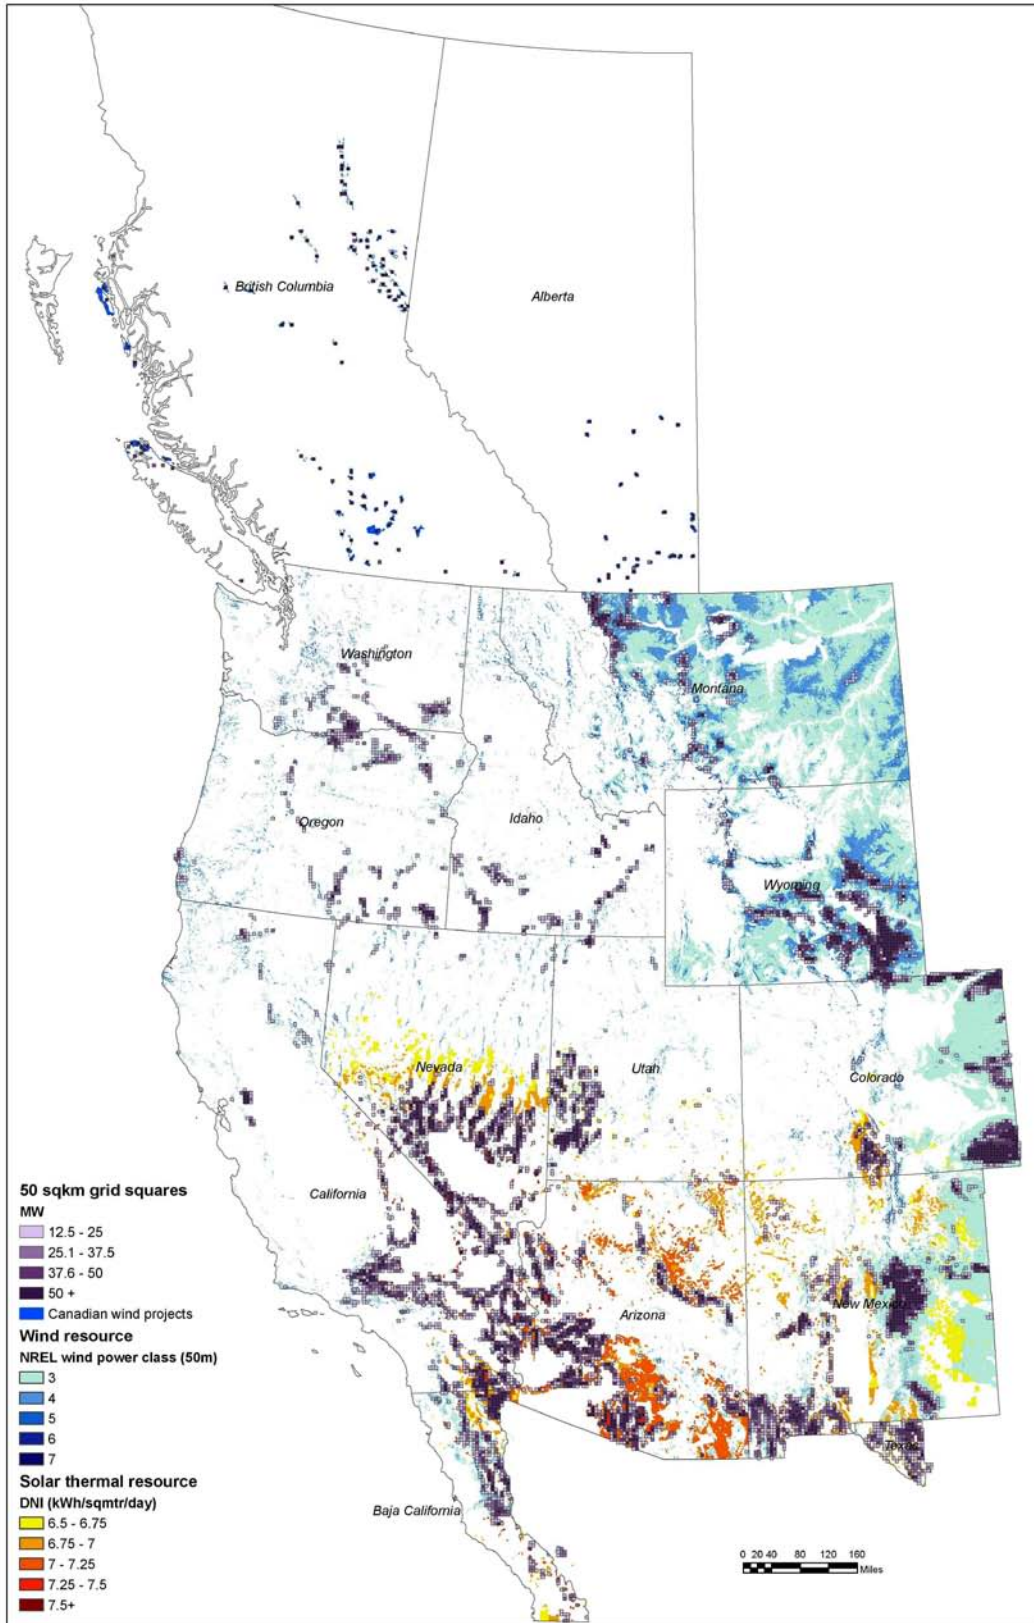 British Columbia
Alberta
Washington
Montana
Oregon
Idaho
Wyoming
Nevada
Utah
Colorado
California
Arizona
New Mexico
Texas
Baja California
50 sqkm grid squares
MW
12.5 - 25
25.1 - 37.5
37.6 - 50
50 +
Canadian wind projects
Wind resource
NREL wind power class (50m)
3
4
5
6
7
Solar thermal resource
DNI (kWh/sqmtr/day)
6.5 - 6.75
6.75 - 7
7 - 7.25
7.25 - 7.5
7.5+
0 20 40 80 120 160
Miles